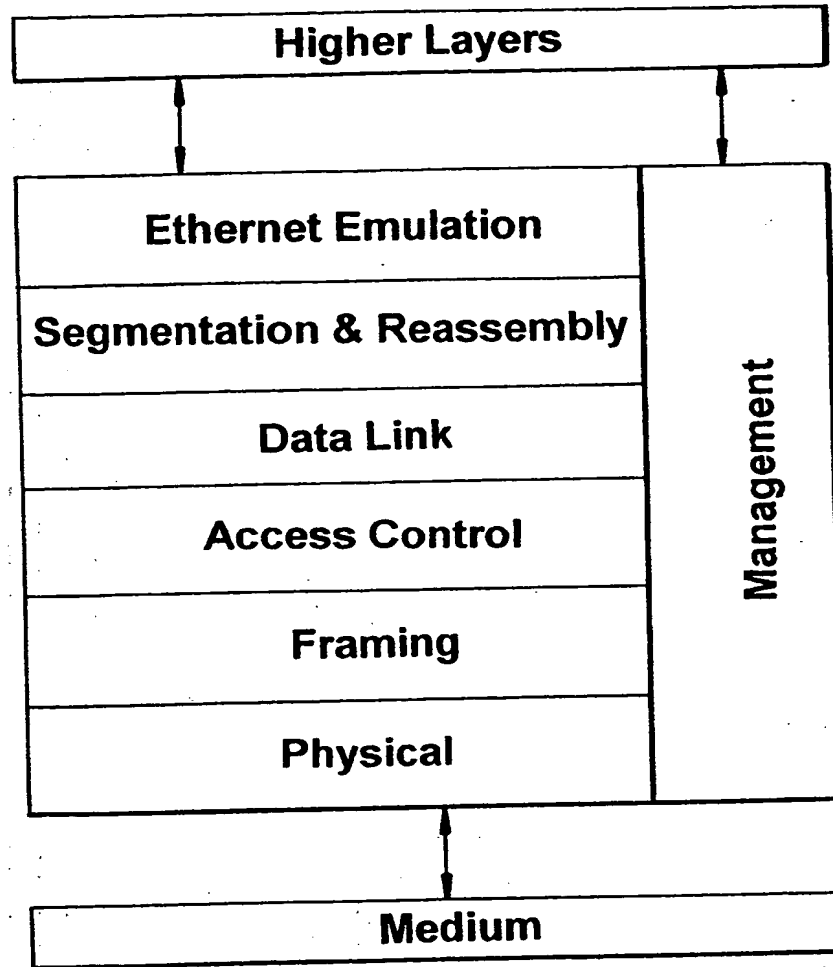 Higher Layers
Ethernet Emulation
Segmentation & Reassembly
Data Link
Access Control
Framing
Physical
Management
Medium